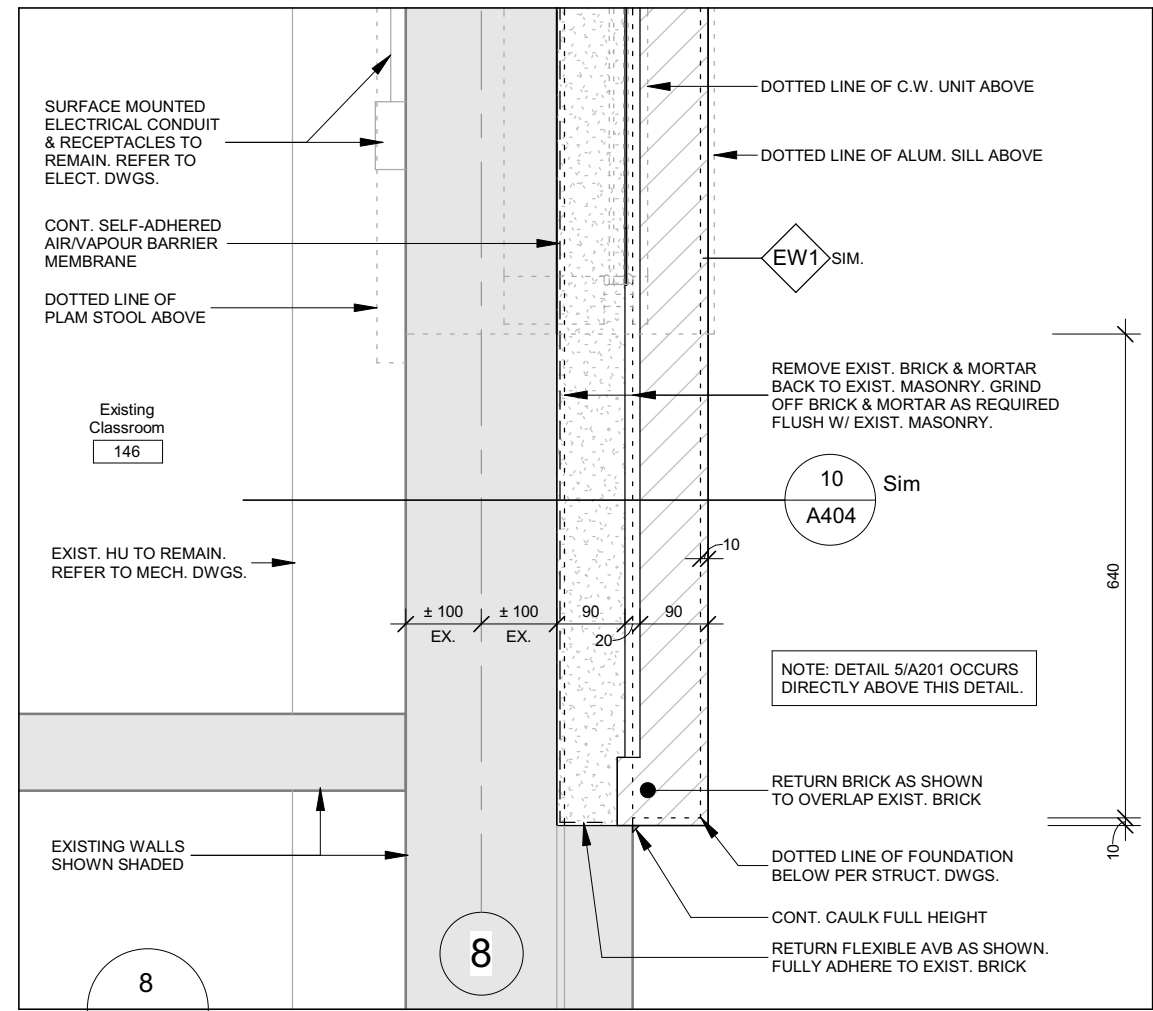 SURFACE MOUNTED
ELECTRICAL CONDUIT
& RECEPTACLES TO
REMAIN. REFER TO
ELECT. DWGS.
CONT. SELF-ADHERED
AIR/VAPOUR BARRIER
MEMBRANE
DOTTED LINE OF
PLAM STOOL ABOVE
Existing
Classroom
146
EXIST. HU TO REMAIN.
REFER TO MECH. DWGS.
EXISTING WALLS
SHOWN SHADED
8
8
± 100
EX.
± 100
EX.
90
20
90
10
DOTTED LINE OF C.W. UNIT ABOVE
DOTTED LINE OF ALUM. SILL ABOVE
EW1 SIM.
REMOVE EXIST. BRICK & MORTAR
BACK TO EXIST. MASONRY. GRIND
OFF BRICK & MORTAR AS REQUIRED
FLUSH W/ EXIST. MASONRY.
10
A404
Sim
640
10
NOTE: DETAIL 5/A201 OCCURS
DIRECTLY ABOVE THIS DETAIL.
RETURN BRICK AS SHOWN
TO OVERLAP EXIST. BRICK
DOTTED LINE OF FOUNDATION
BELOW PER STRUCT. DWGS.
CONT. CAULK FULL HEIGHT
RETURN FLEXIBLE AVB AS SHOWN.
FULLY ADHERE TO EXIST. BRICK